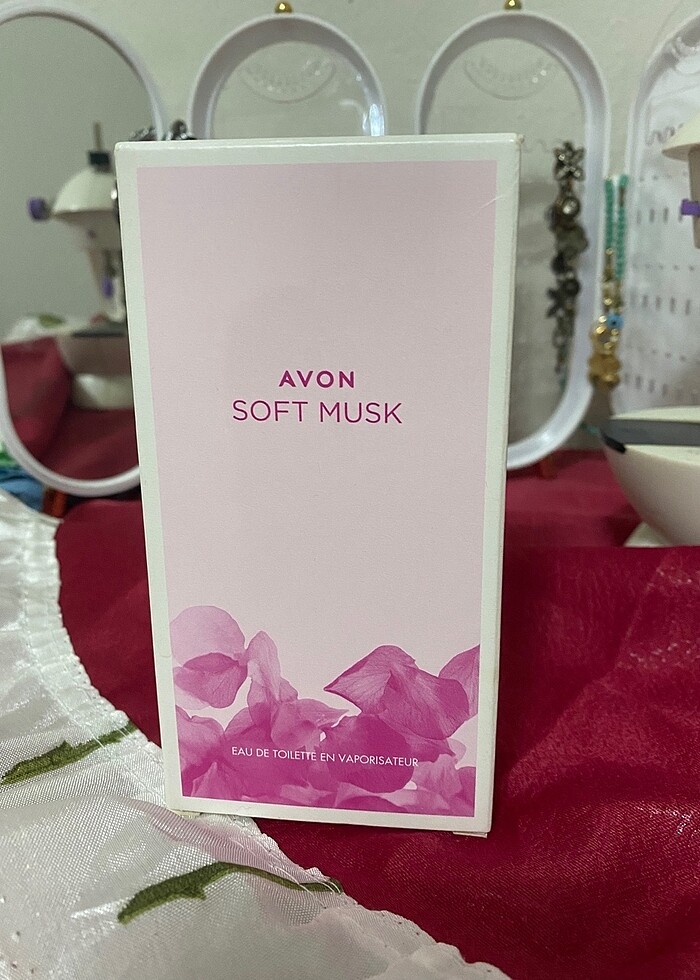 AVON
SOFT MUSK
EAU DE TOILETTE EN VAPORISATEUR